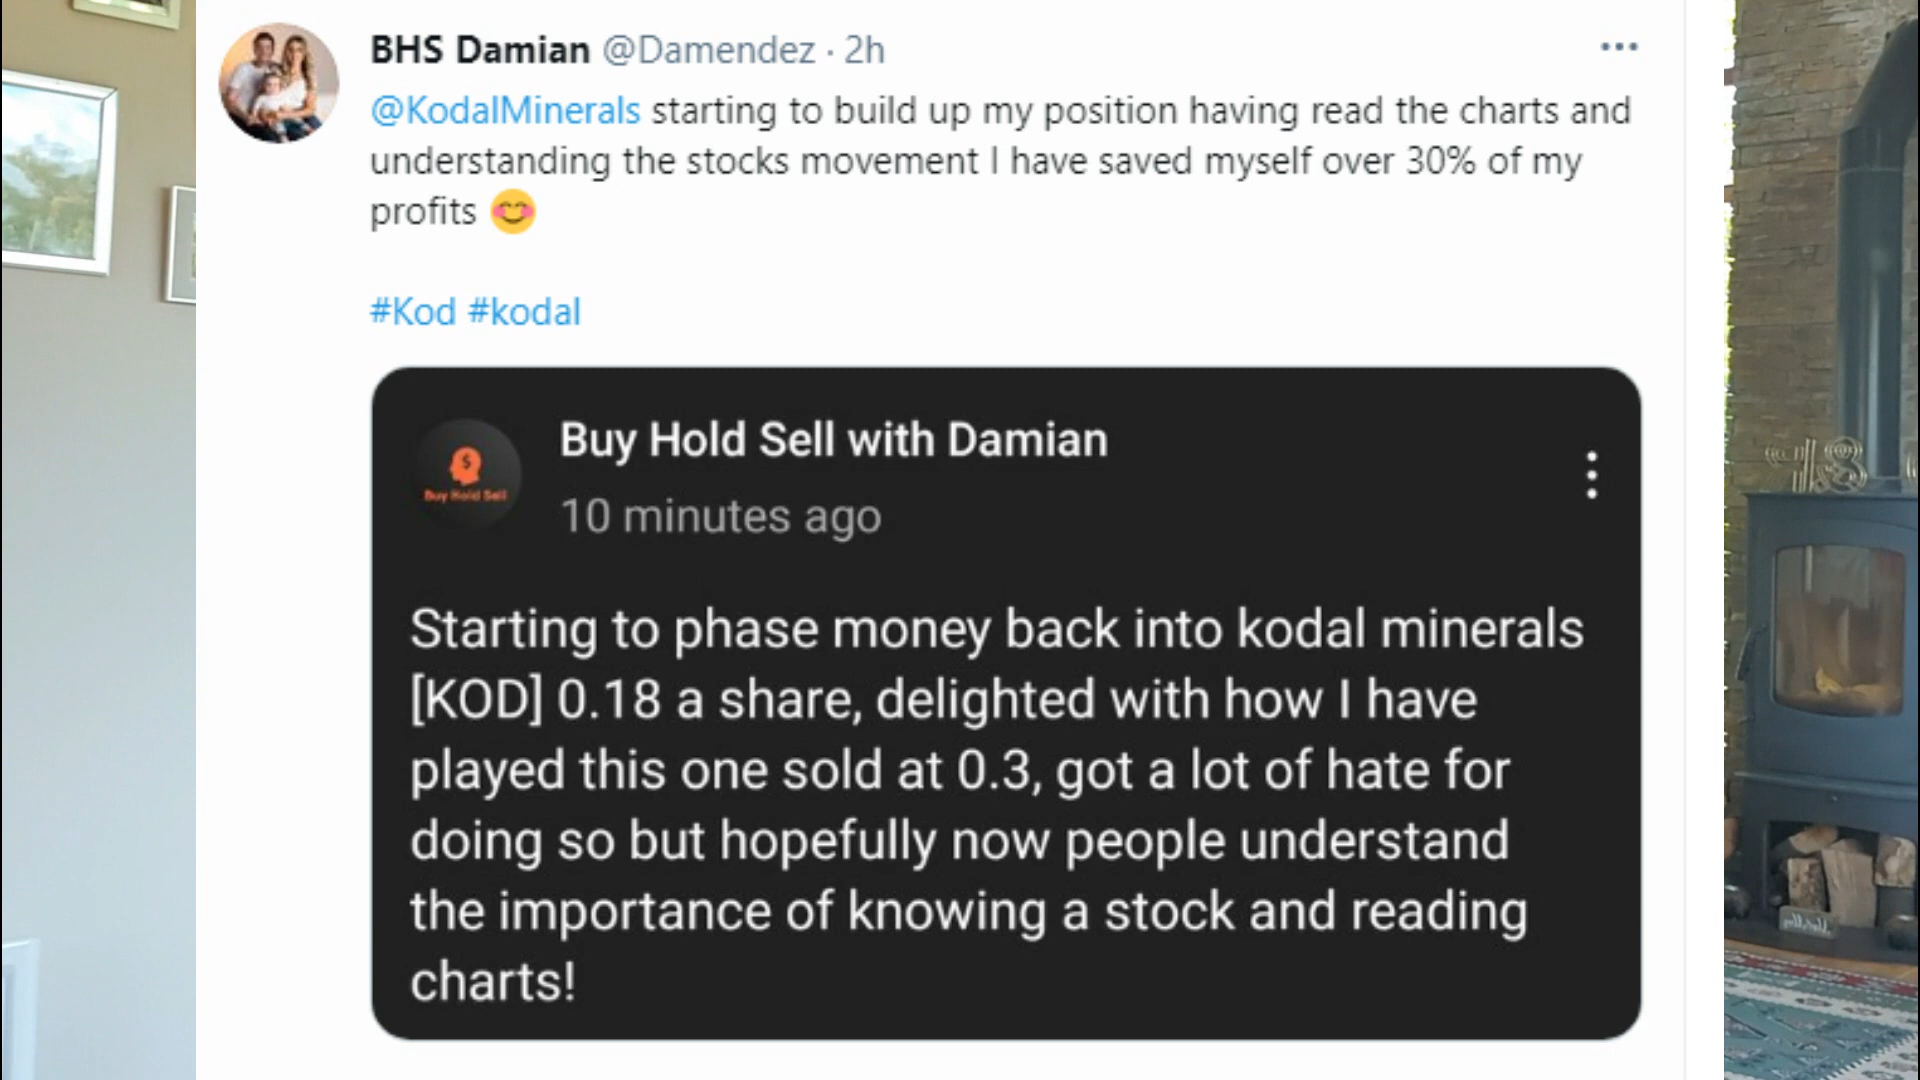 BHS Damian @Damendez · 2h
@KodalMinerals starting to build up my position having read the charts and
understanding the stocks movement I have saved myself over 30% of my
profits 😊
#Kod #kodal
Buy Hold Sell with Damian
Buy Hold Sell
10 minutes ago
Starting to phase money back into kodal minerals
[KOD] 0.18 a share, delighted with how I have
played this one sold at 0.3, got a lot of hate for
doing so but hopefully now people understand
the importance of knowing a stock and reading
charts!